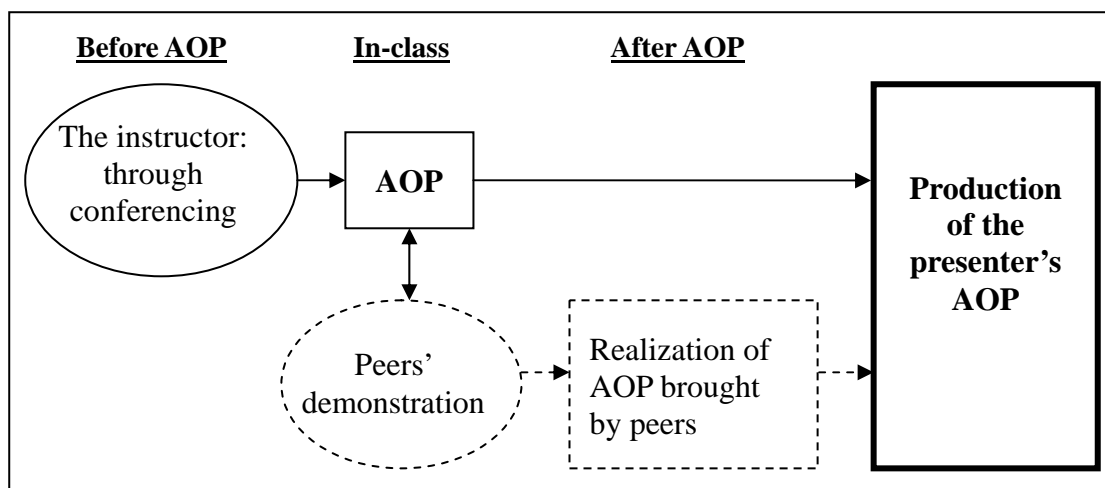 Before AOP
In-class
After AOP
The instructor:
through
conferencing
AOP
Production
of the
presenter’s
AOP
Peers’
demonstration
Realization of
AOP brought
by peers